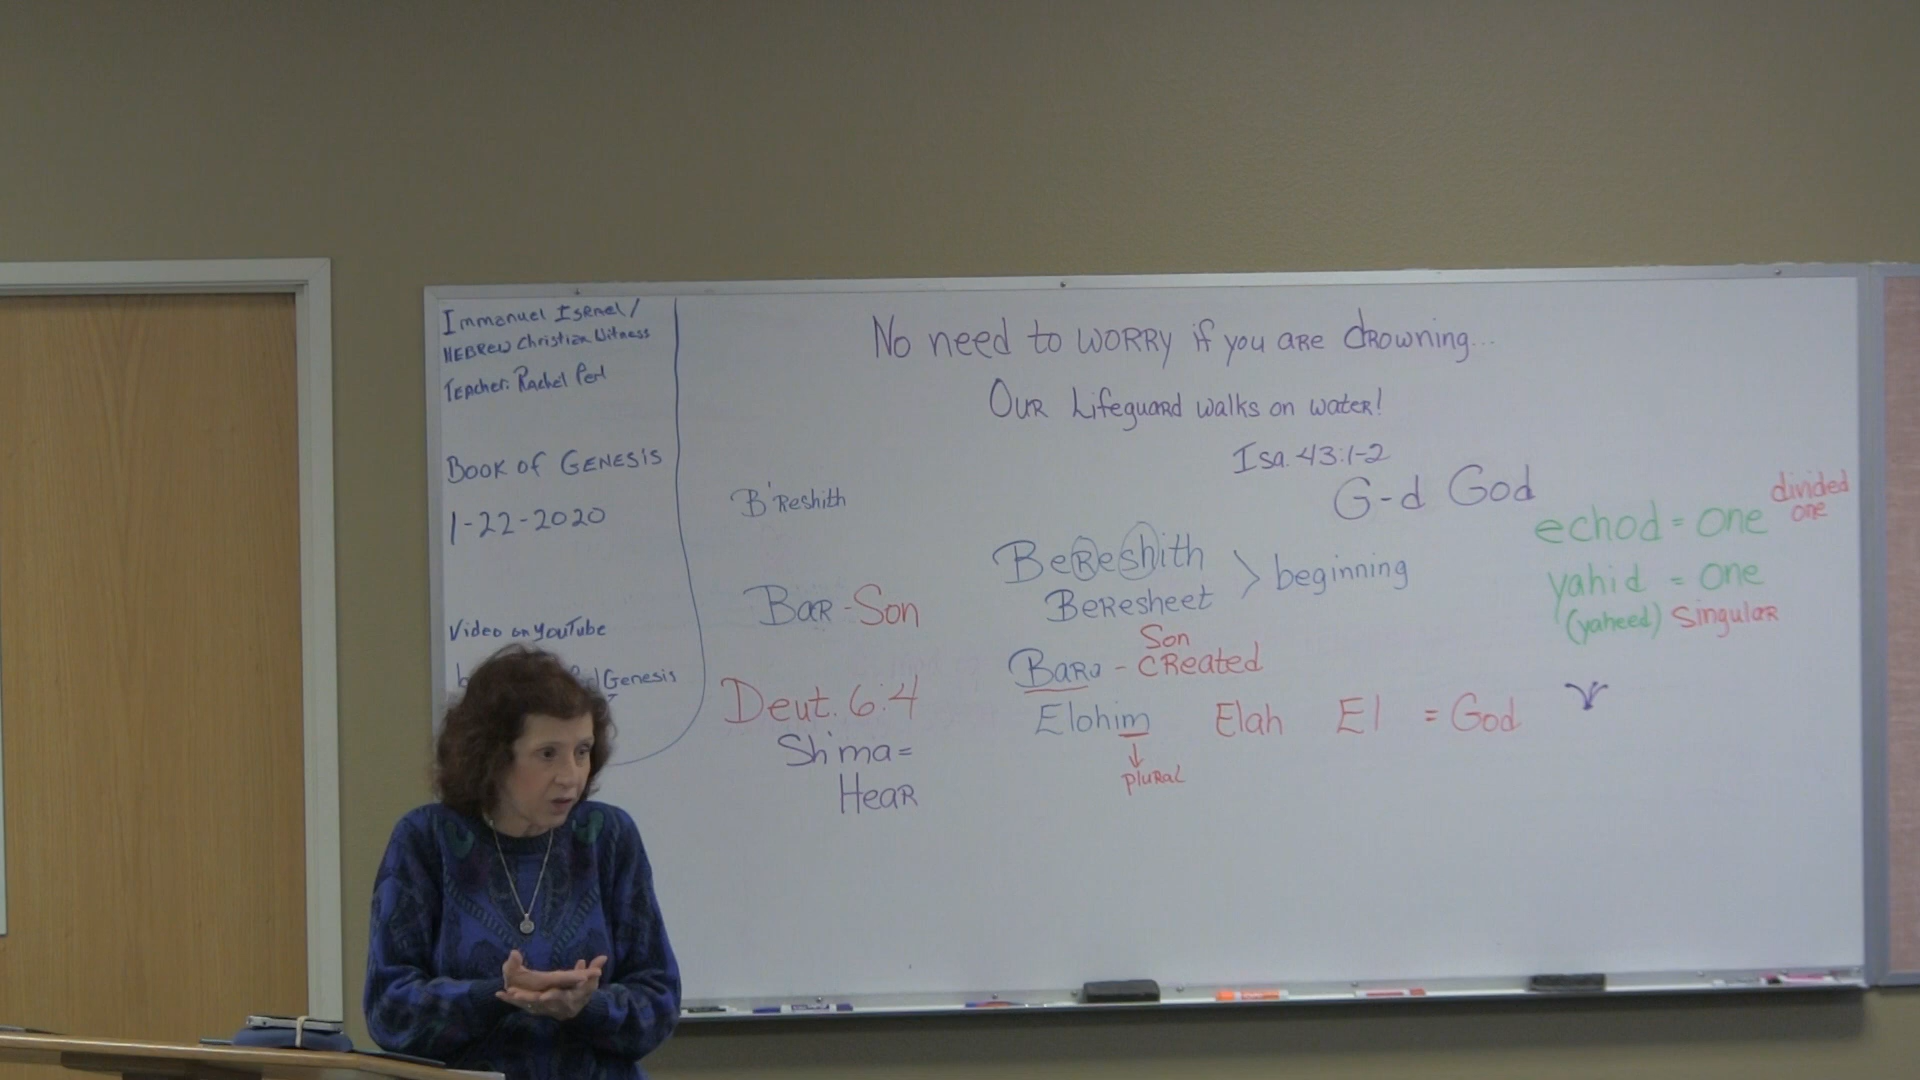 Immanuel Israel/
Hebrew Christian Witness
Teacher: Rachel Perl
Book of Genesis
1-22-2020
Video on YouTube
Genesis
No need to worry if you are drowning...
Our Lifeguard walks on water!
Isa. 43:1-2
G-d God
B'Reshith
BeReshith
Beresheet > beginning
Bar - Son
Son
Bara - Created
Deut. 6:4
Sh'ma =
Hear
Elohim Elah El = God
↓
plural
echod = one divided one
yahid = one
(yaheed) Singular